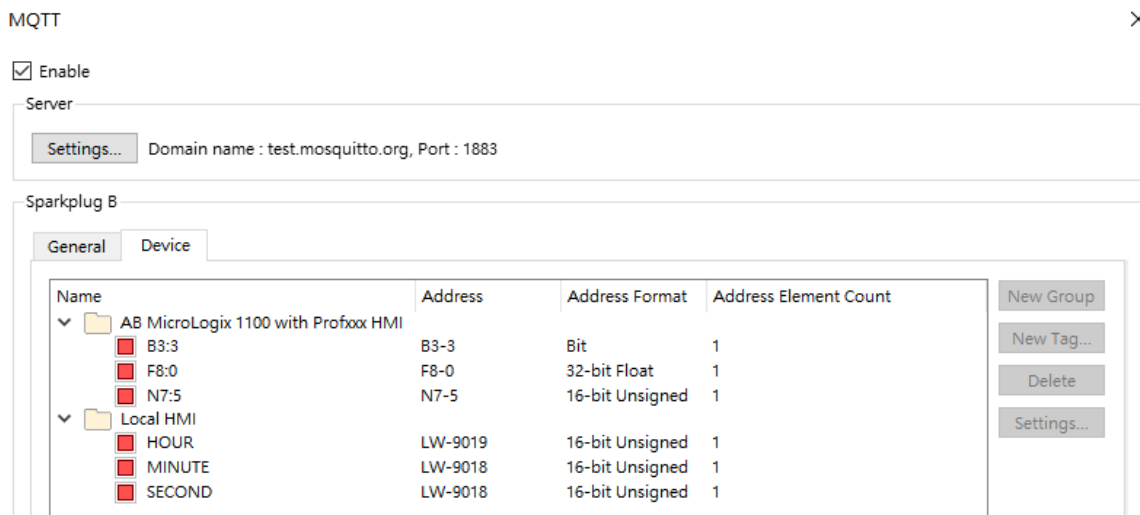 MQTT
Enable
Server
Settings... Domain name : test.mosquitto.org, Port : 1883
Sparkplug B
General Device
Name Address Address Format Address Element Count New Group
AB MicroLogix 1100 with Profxxx HMI
B3:3 B3-3 Bit 1 New Tag...
F8:0 F8-0 32-bit Float 1 Delete
N7:5 N7-5 16-bit Unsigned 1
Local HMI Settings...
HOUR LW-9019 16-bit Unsigned 1
MINUTE LW-9018 16-bit Unsigned 1
SECOND LW-9018 16-bit Unsigned 1